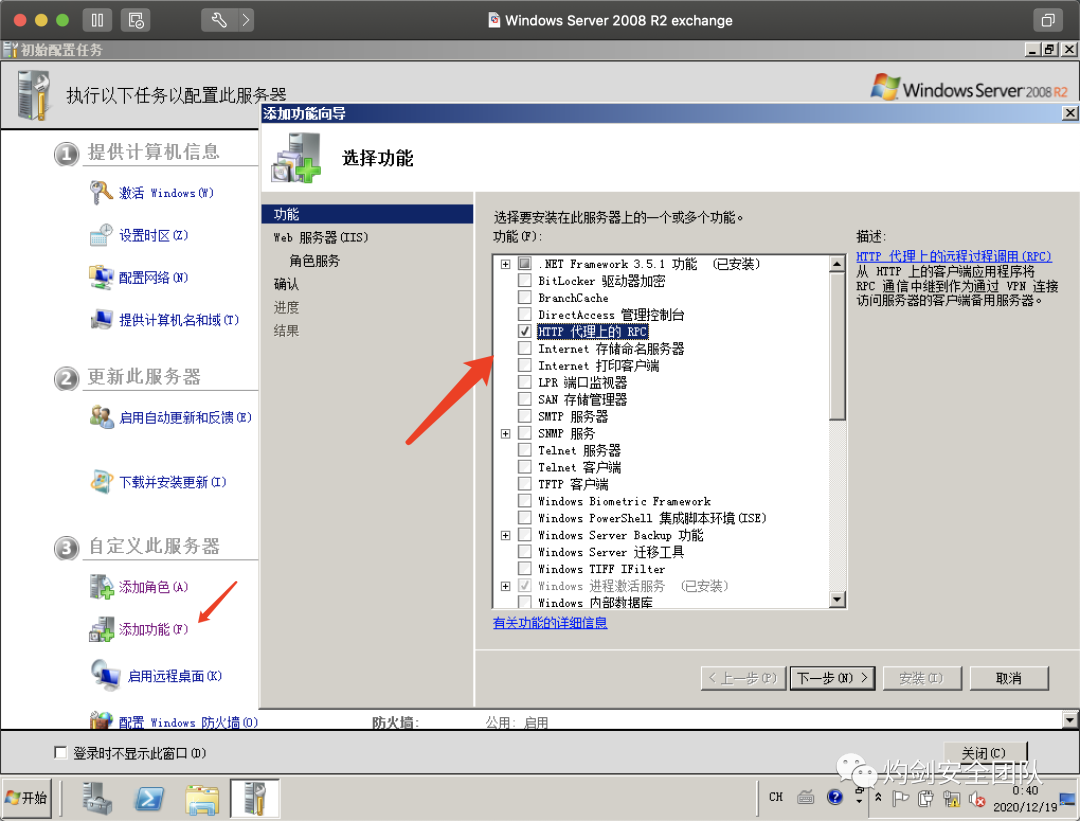 Windows Server 2008 R2 exchange
初始配置任务
执行以下任务以配置此服务器
Windows Server 2008 R2
1 提供计算机信息
激活 Windows(W)
设置时区(Z)
配置网络(N)
提供计算机名和域(T)
2 更新此服务器
启用自动更新和反馈(E)
下载并安装更新(I)
3 自定义此服务器
添加角色(A)
添加功能(F)
启用远程桌面(K)
配置 Windows 防火墙(O)
防火墙:
公用: 启用
添加功能向导
选择功能
功能
Web 服务器(IIS)
角色服务
确认
进度
结果
选择要安装在此服务器上的一个或多个功能。
功能(F):
.NET Framework 3.5.1 功能 (已安装)
BitLocker 驱动器加密
BranchCache
DirectAccess 管理控制台
HTTP 代理上的 RPC
Internet 存储命名服务器
Internet 打印客户端
LPR 端口监视器
SAN 存储管理器
SMTP 服务器
SNMP 服务
Telnet 服务器
Telnet 客户端
TFTP 客户端
Windows Biometric Framework
Windows PowerShell 集成脚本环境(ISE)
Windows Server Backup 功能
Windows Server 迁移工具
Windows TIFF IFilter
Windows 进程激活服务 (已安装)
Windows 内部数据库
有关功能的详细信息
描述:
HTTP 代理上的远程过程调用(RPC)
从 HTTP 上的客户端应用程序将
RPC 通信中继到作为通过 VPN 连接
访问服务器的客户端备用服务器。
< 上一步(P)
下一步(N) >
安装(I)
取消
登录时不显示此窗口(D)
关闭(C)
灼剑安全团队
开始
CH
0:40
2020/12/19